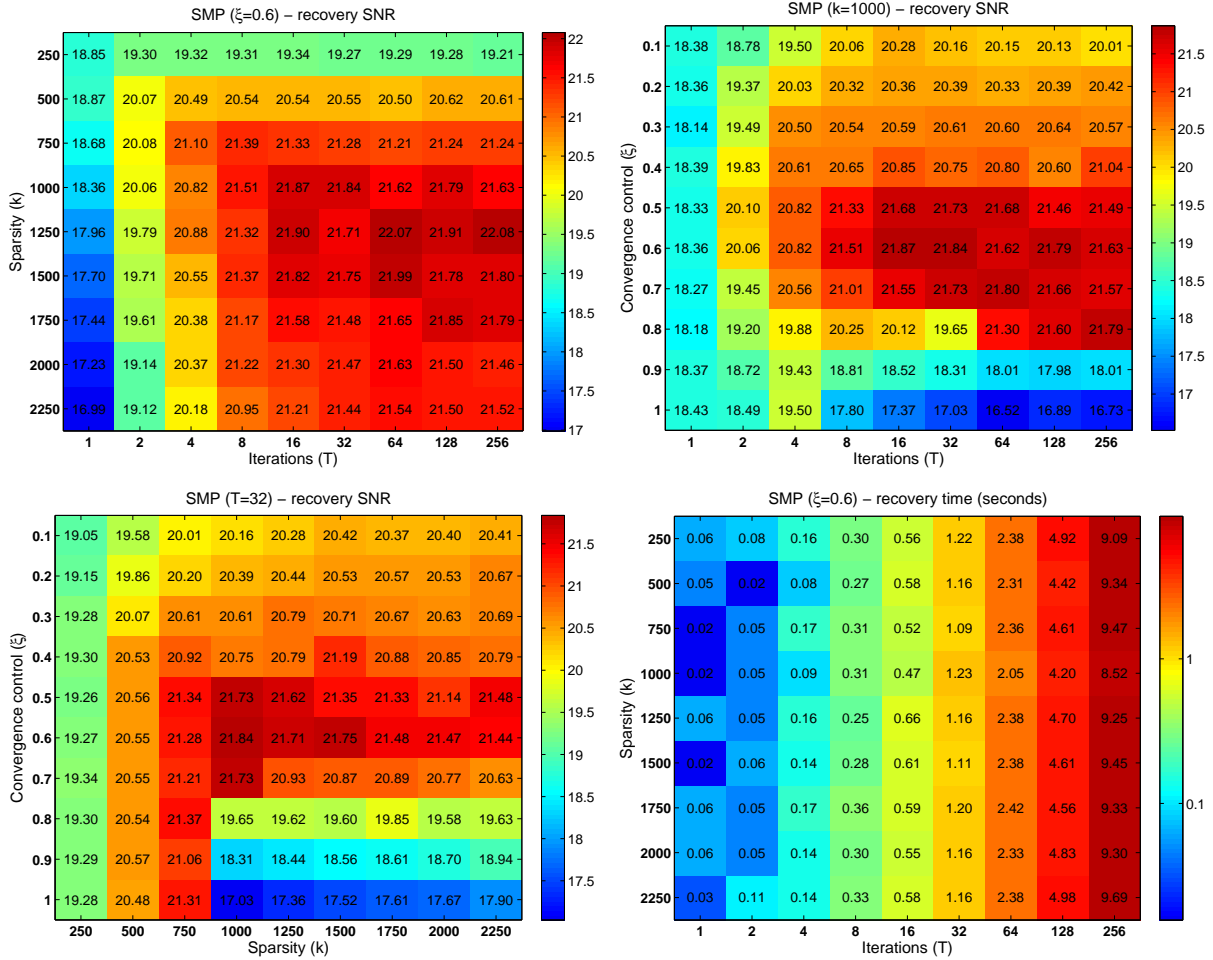 SMP (ξ=0.6) – recovery SNR
Sparsity (k)
250 18.85 19.30 19.32 19.31 19.34 19.27 19.29 19.28 19.21
500 18.87 20.07 20.49 20.54 20.54 20.55 20.50 20.62 20.61
750 18.68 20.08 21.10 21.39 21.33 21.28 21.21 21.24 21.24
1000 18.36 20.06 20.82 21.51 21.87 21.84 21.62 21.79 21.63
1250 17.96 19.79 20.88 21.32 21.90 21.71 22.07 21.91 22.08
1500 17.70 19.71 20.55 21.37 21.82 21.75 21.99 21.78 21.80
1750 17.44 19.61 20.38 21.17 21.58 21.48 21.65 21.85 21.79
2000 17.23 19.14 20.37 21.22 21.30 21.47 21.63 21.50 21.46
2250 16.99 19.12 20.18 20.95 21.21 21.44 21.54 21.50 21.52
1 2 4 8 16 32 64 128 256
Iterations (T)
22
21.5
21
20.5
20
19.5
19
18.5
18
17.5
17
SMP (k=1000) – recovery SNR
Convergence control (ξ)
0.1 18.38 18.78 19.50 20.06 20.28 20.16 20.15 20.13 20.01
0.2 18.36 19.37 20.03 20.32 20.36 20.39 20.33 20.29 20.42
0.3 18.14 19.49 20.50 20.54 20.59 20.61 20.60 20.64 20.57
0.4 18.39 19.83 20.61 20.65 20.85 20.75 20.80 20.60 21.04
0.5 18.33 20.10 20.82 21.33 21.68 21.73 21.68 21.46 21.49
0.6 18.36 20.06 20.82 21.51 21.87 21.84 21.62 21.79 21.63
0.7 18.27 19.45 20.56 21.01 21.55 21.73 21.80 21.66 21.57
0.8 18.18 19.20 19.88 20.25 20.12 19.65 21.30 21.60 21.79
0.9 18.37 18.72 19.43 18.81 18.52 18.31 18.01 17.98 18.01
1 18.43 18.49 19.50 17.80 17.37 17.03 16.52 16.89 16.73
1 2 4 8 16 32 64 128 256
Iterations (T)
21.5
21
20.5
20
19.5
19
18.5
18
17.5
17
SMP (T=32) – recovery SNR
Convergence control (ξ)
0.1 19.05 19.58 20.01 20.16 20.28 20.42 20.37 20.40 20.41
0.2 19.15 19.86 20.20 20.39 20.44 20.53 20.57 20.53 20.67
0.3 19.28 20.07 20.61 20.61 20.79 20.71 20.67 20.63 20.69
0.4 19.30 20.53 20.92 20.75 20.79 21.19 20.88 20.85 20.79
0.5 19.26 20.56 21.34 21.73 21.62 21.35 21.33 21.14 21.48
0.6 19.27 20.55 21.28 21.84 21.71 21.75 21.48 21.47 21.44
0.7 19.34 20.55 21.21 21.73 20.93 20.87 20.89 20.77 20.63
0.8 19.30 20.54 21.37 19.65 19.62 19.60 19.85 19.58 19.63
0.9 19.29 20.57 21.06 18.31 18.44 18.56 18.61 18.70 18.94
1 19.28 20.48 21.31 17.03 17.36 17.52 17.61 17.67 17.90
250 500 750 1000 1250 1500 1750 2000 2250
Sparsity (k)
21.5
21
20.5
20
19.5
19
18.5
18
17.5
SMP (ξ=0.6) – recovery time (seconds)
Sparsity (k)
250 0.06 0.08 0.16 0.30 0.56 1.22 2.38 4.92 9.09
500 0.05 0.02 0.08 0.27 0.58 1.16 2.31 4.42 9.34
750 0.02 0.05 0.17 0.31 0.52 1.09 2.36 4.61 9.47
1000 0.02 0.05 0.09 0.31 0.47 1.23 2.05 4.20 8.52
1250 0.06 0.05 0.16 0.25 0.66 1.16 2.38 4.70 9.25
1500 0.02 0.06 0.14 0.28 0.61 1.11 2.38 4.61 9.45
1750 0.06 0.05 0.17 0.36 0.59 1.20 2.42 4.56 9.33
2000 0.06 0.05 0.14 0.30 0.55 1.16 2.33 4.83 9.30
2250 0.03 0.11 0.14 0.33 0.58 1.16 2.38 4.98 9.69
1 2 4 8 16 32 64 128 256
Iterations (T)
1
0.1